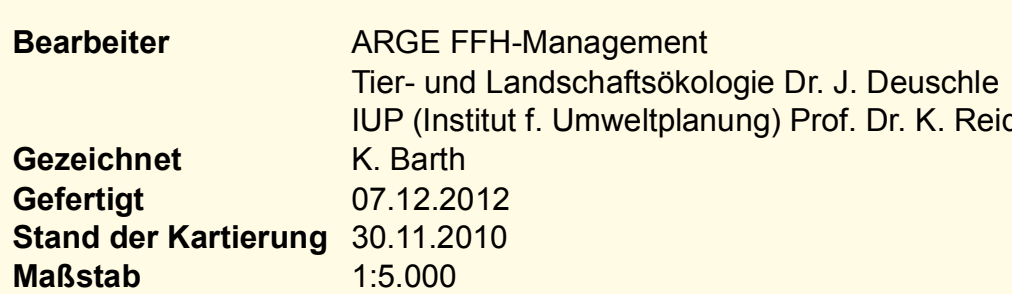 Bearbeiter ARGE FFH-Management
Tier- und Landschaftsökologie Dr. J. Deuschle
IUP (Institut f. Umweltplanung) Prof. Dr. K.
Gezeichnet K. Barth
Gefertigt 07.12.2012
Stand der Kartierung 30.11.2010
Maßstab 1:5.000